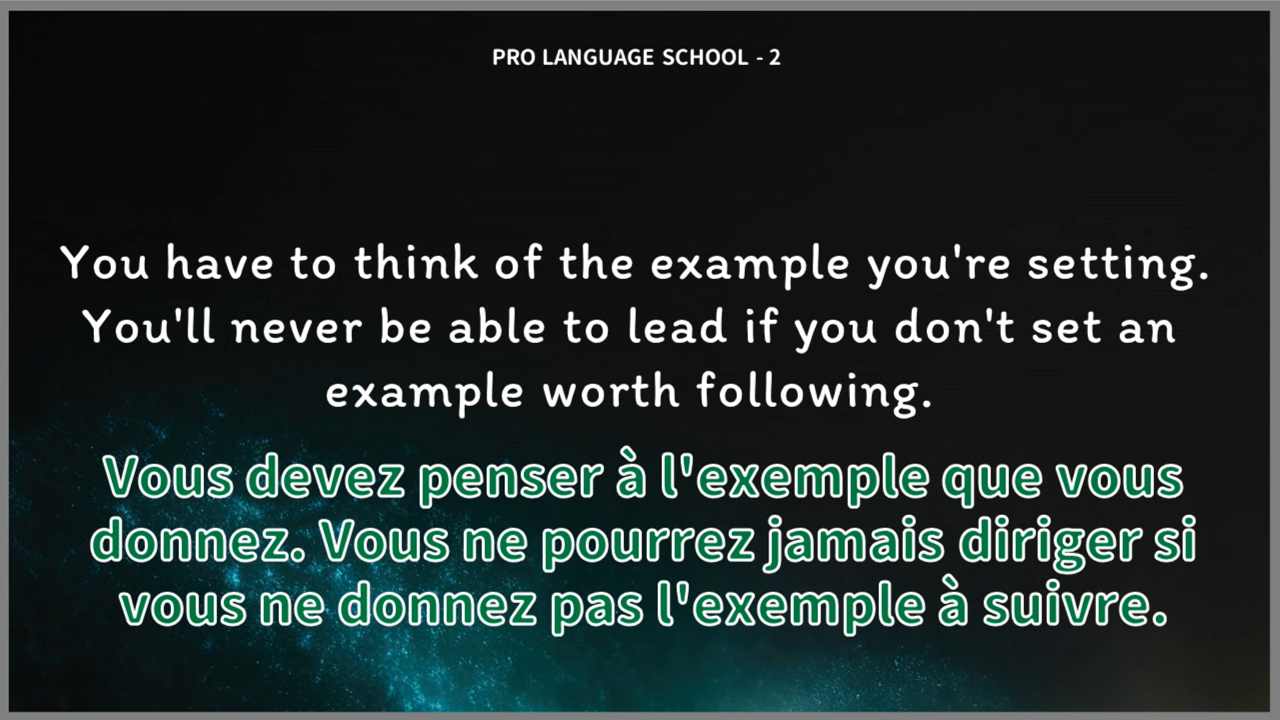 PRO LANGUAGE SCHOOL - 2
You have to think of the example you're setting.
You'll never be able to lead if you don't set an
example worth following.
Vous devez penser à l'exemple que vous
donnez. Vous ne pourrez jamais diriger si
vous ne donnez pas l'exemple à suivre.